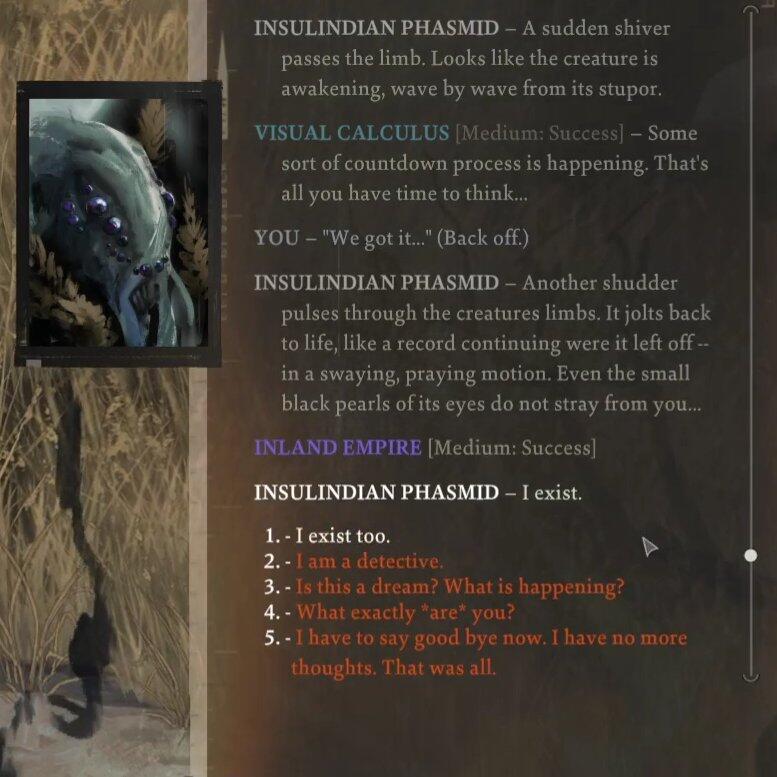 INSULINDIAN PHASMID – A sudden shiver
passes the limb. Looks like the creature is
awakening, wave by wave from its stupor.
VISUAL CALCULUS [Medium: Success] – Some
sort of countdown process is happening. That's
all you have time to think...
YOU – "We got it..." (Back off.)
INSULINDIAN PHASMID – Another shudder
pulses through the creatures limbs. It jolts back
to life, like a record continuing were it left off --
in a swaying, praying motion. Even the small
black pearls of its eyes do not stray from you...
INLAND EMPIRE [Medium: Success]
INSULINDIAN PHASMID – I exist.
1. - I exist too.
2. - I am a detective.
3. - Is this a dream? What is happening?
4. - What exactly *are* you?
5. - I have to say good bye now. I have no more
thoughts. That was all.